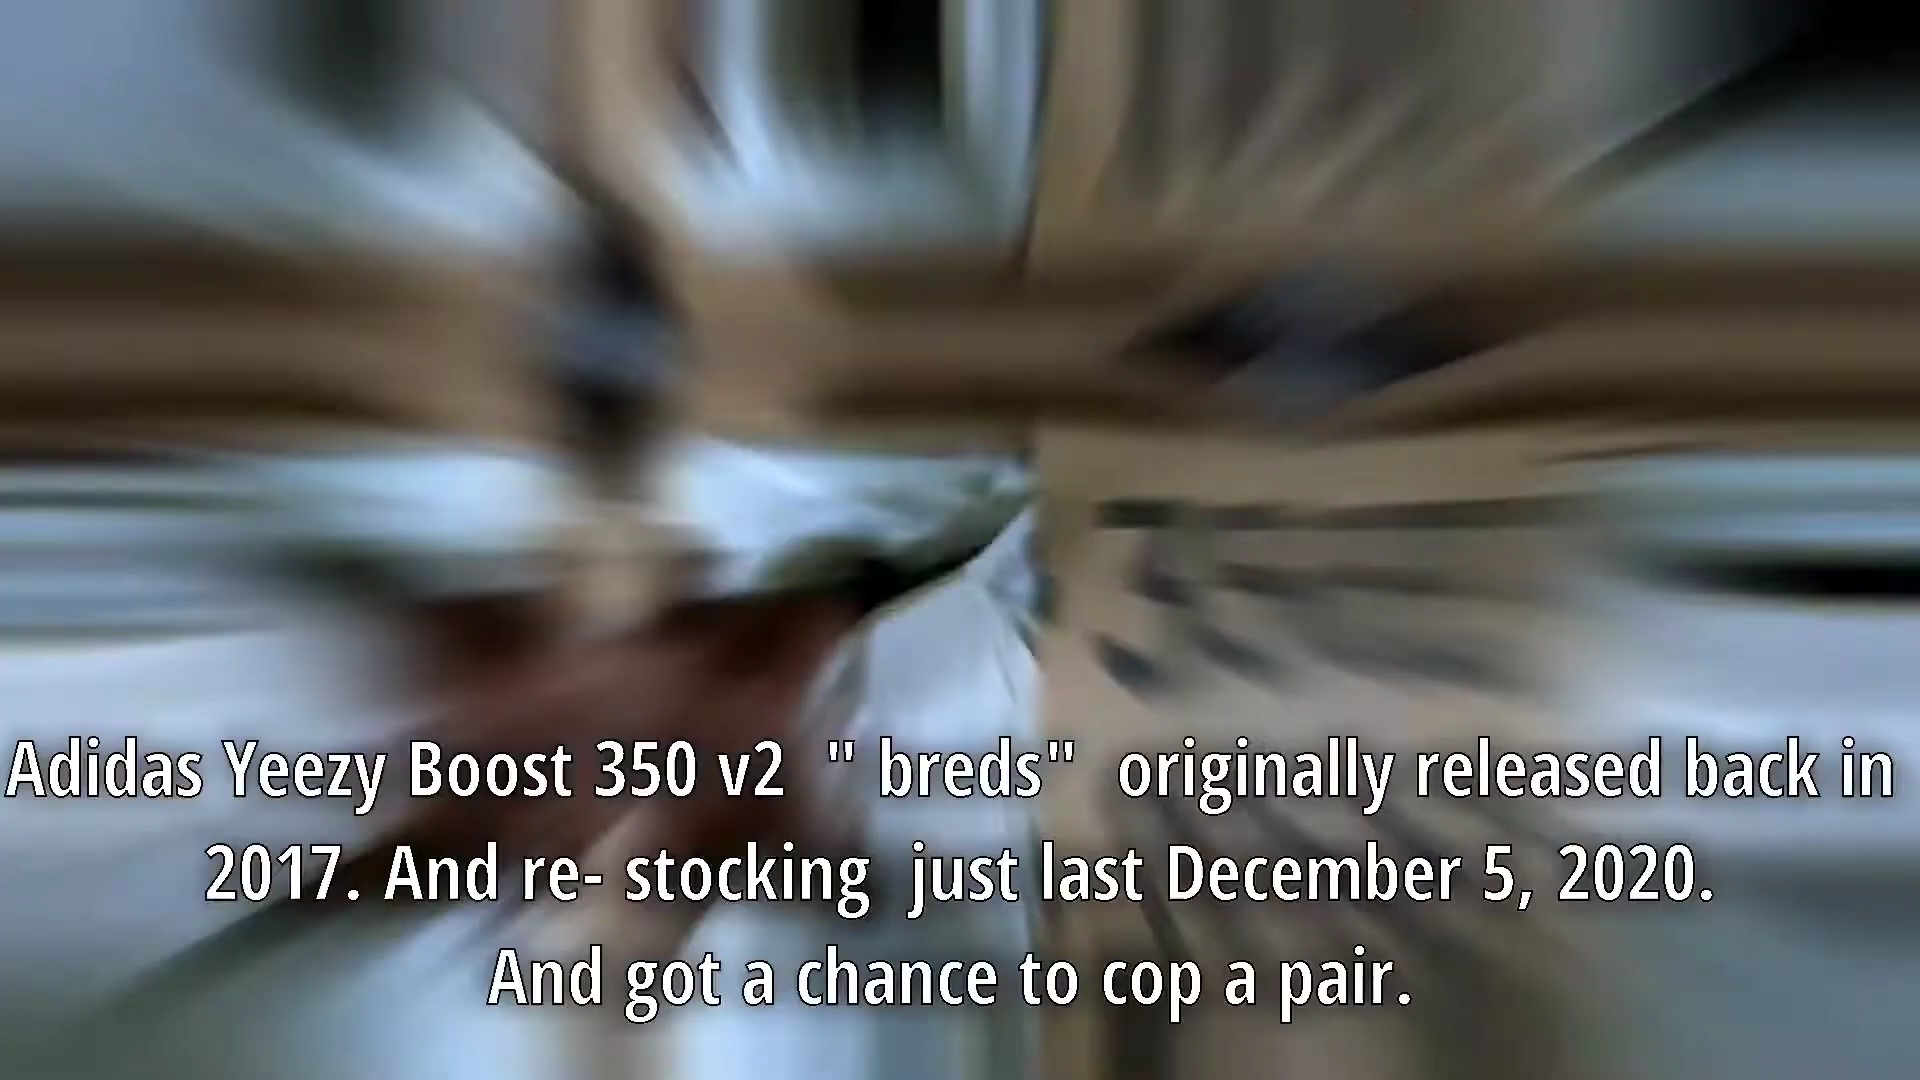 Adidas Yeezy Boost 350 v2  " breds"  originally released back in
2017. And re- stocking  just last December 5, 2020.
And got a chance to cop a pair.